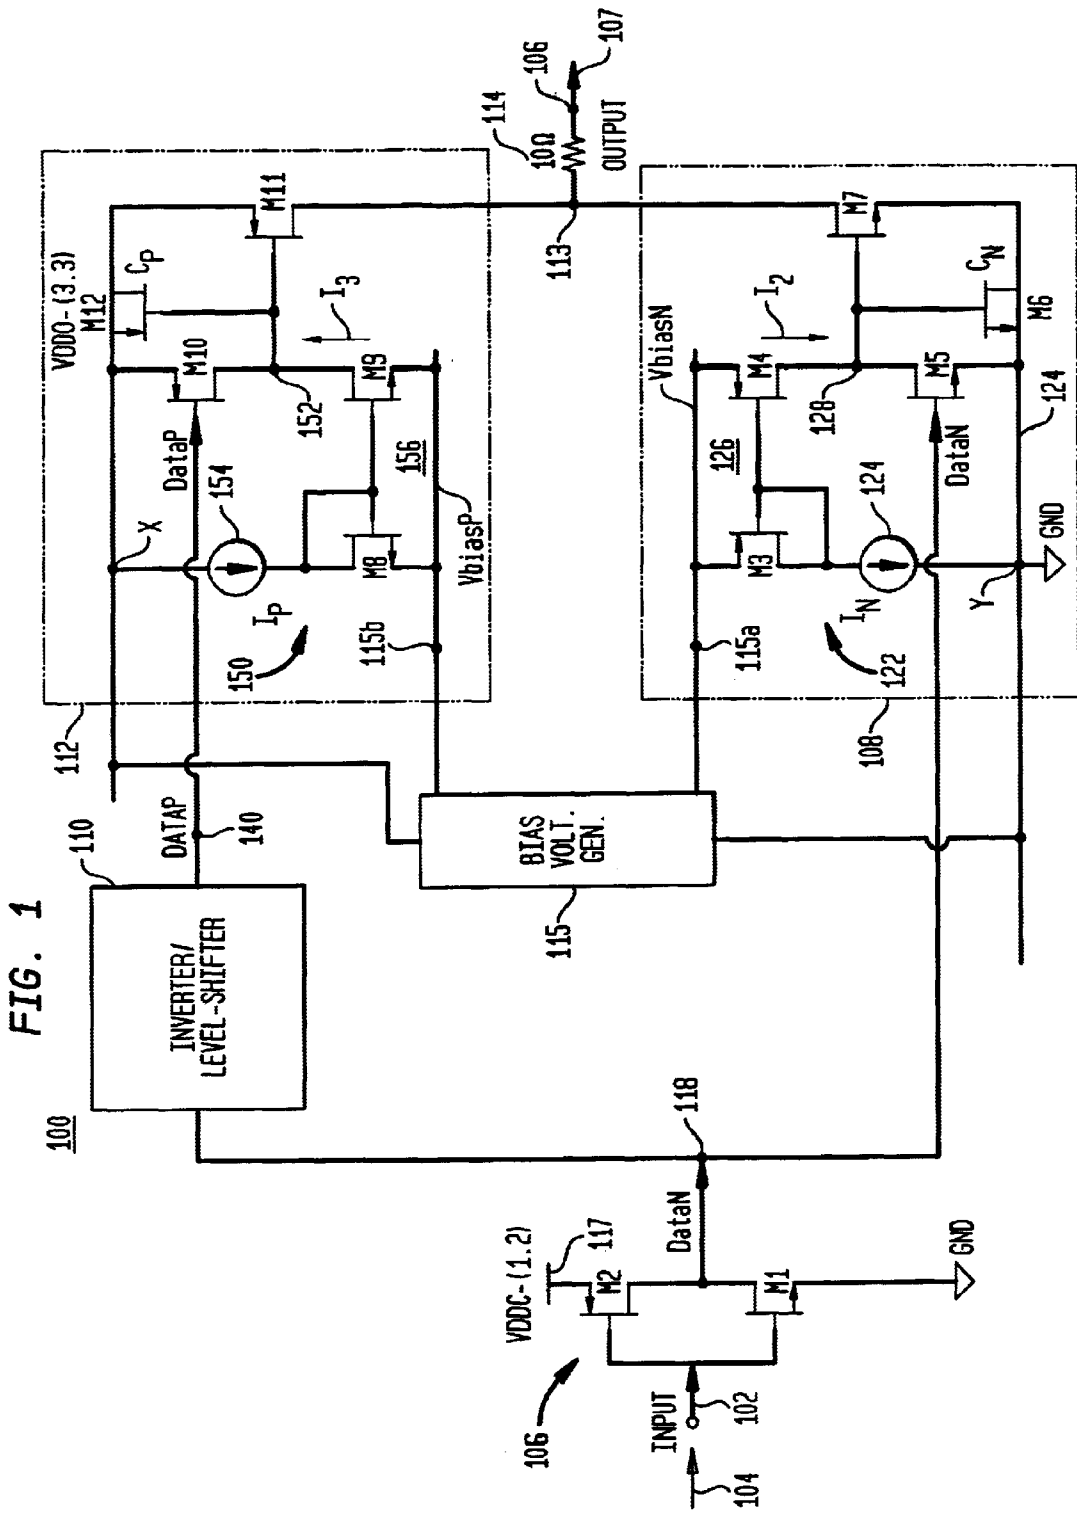 FIG. 1
100
INPUT
104
102
106
VDDC-(1.2)
117
M2
M1
GND
DataN
118
INVERTER/
LEVEL-SHIFTER
110
DATAP
140
BIAS
VOLT.
GEN.
115
112
VDDO-(3.3)
X
DataP
154
IP
150
M8
115b
VbiasP
156
M9
152
M10
M12
CP
I3
M11
113
114
10Ω
106
107
OUTPUT
VbiasN
115a
126
M3
M4
I2
128
M5
M7
CN
M6
124
IN
122
124
DataN
Y
GND
108